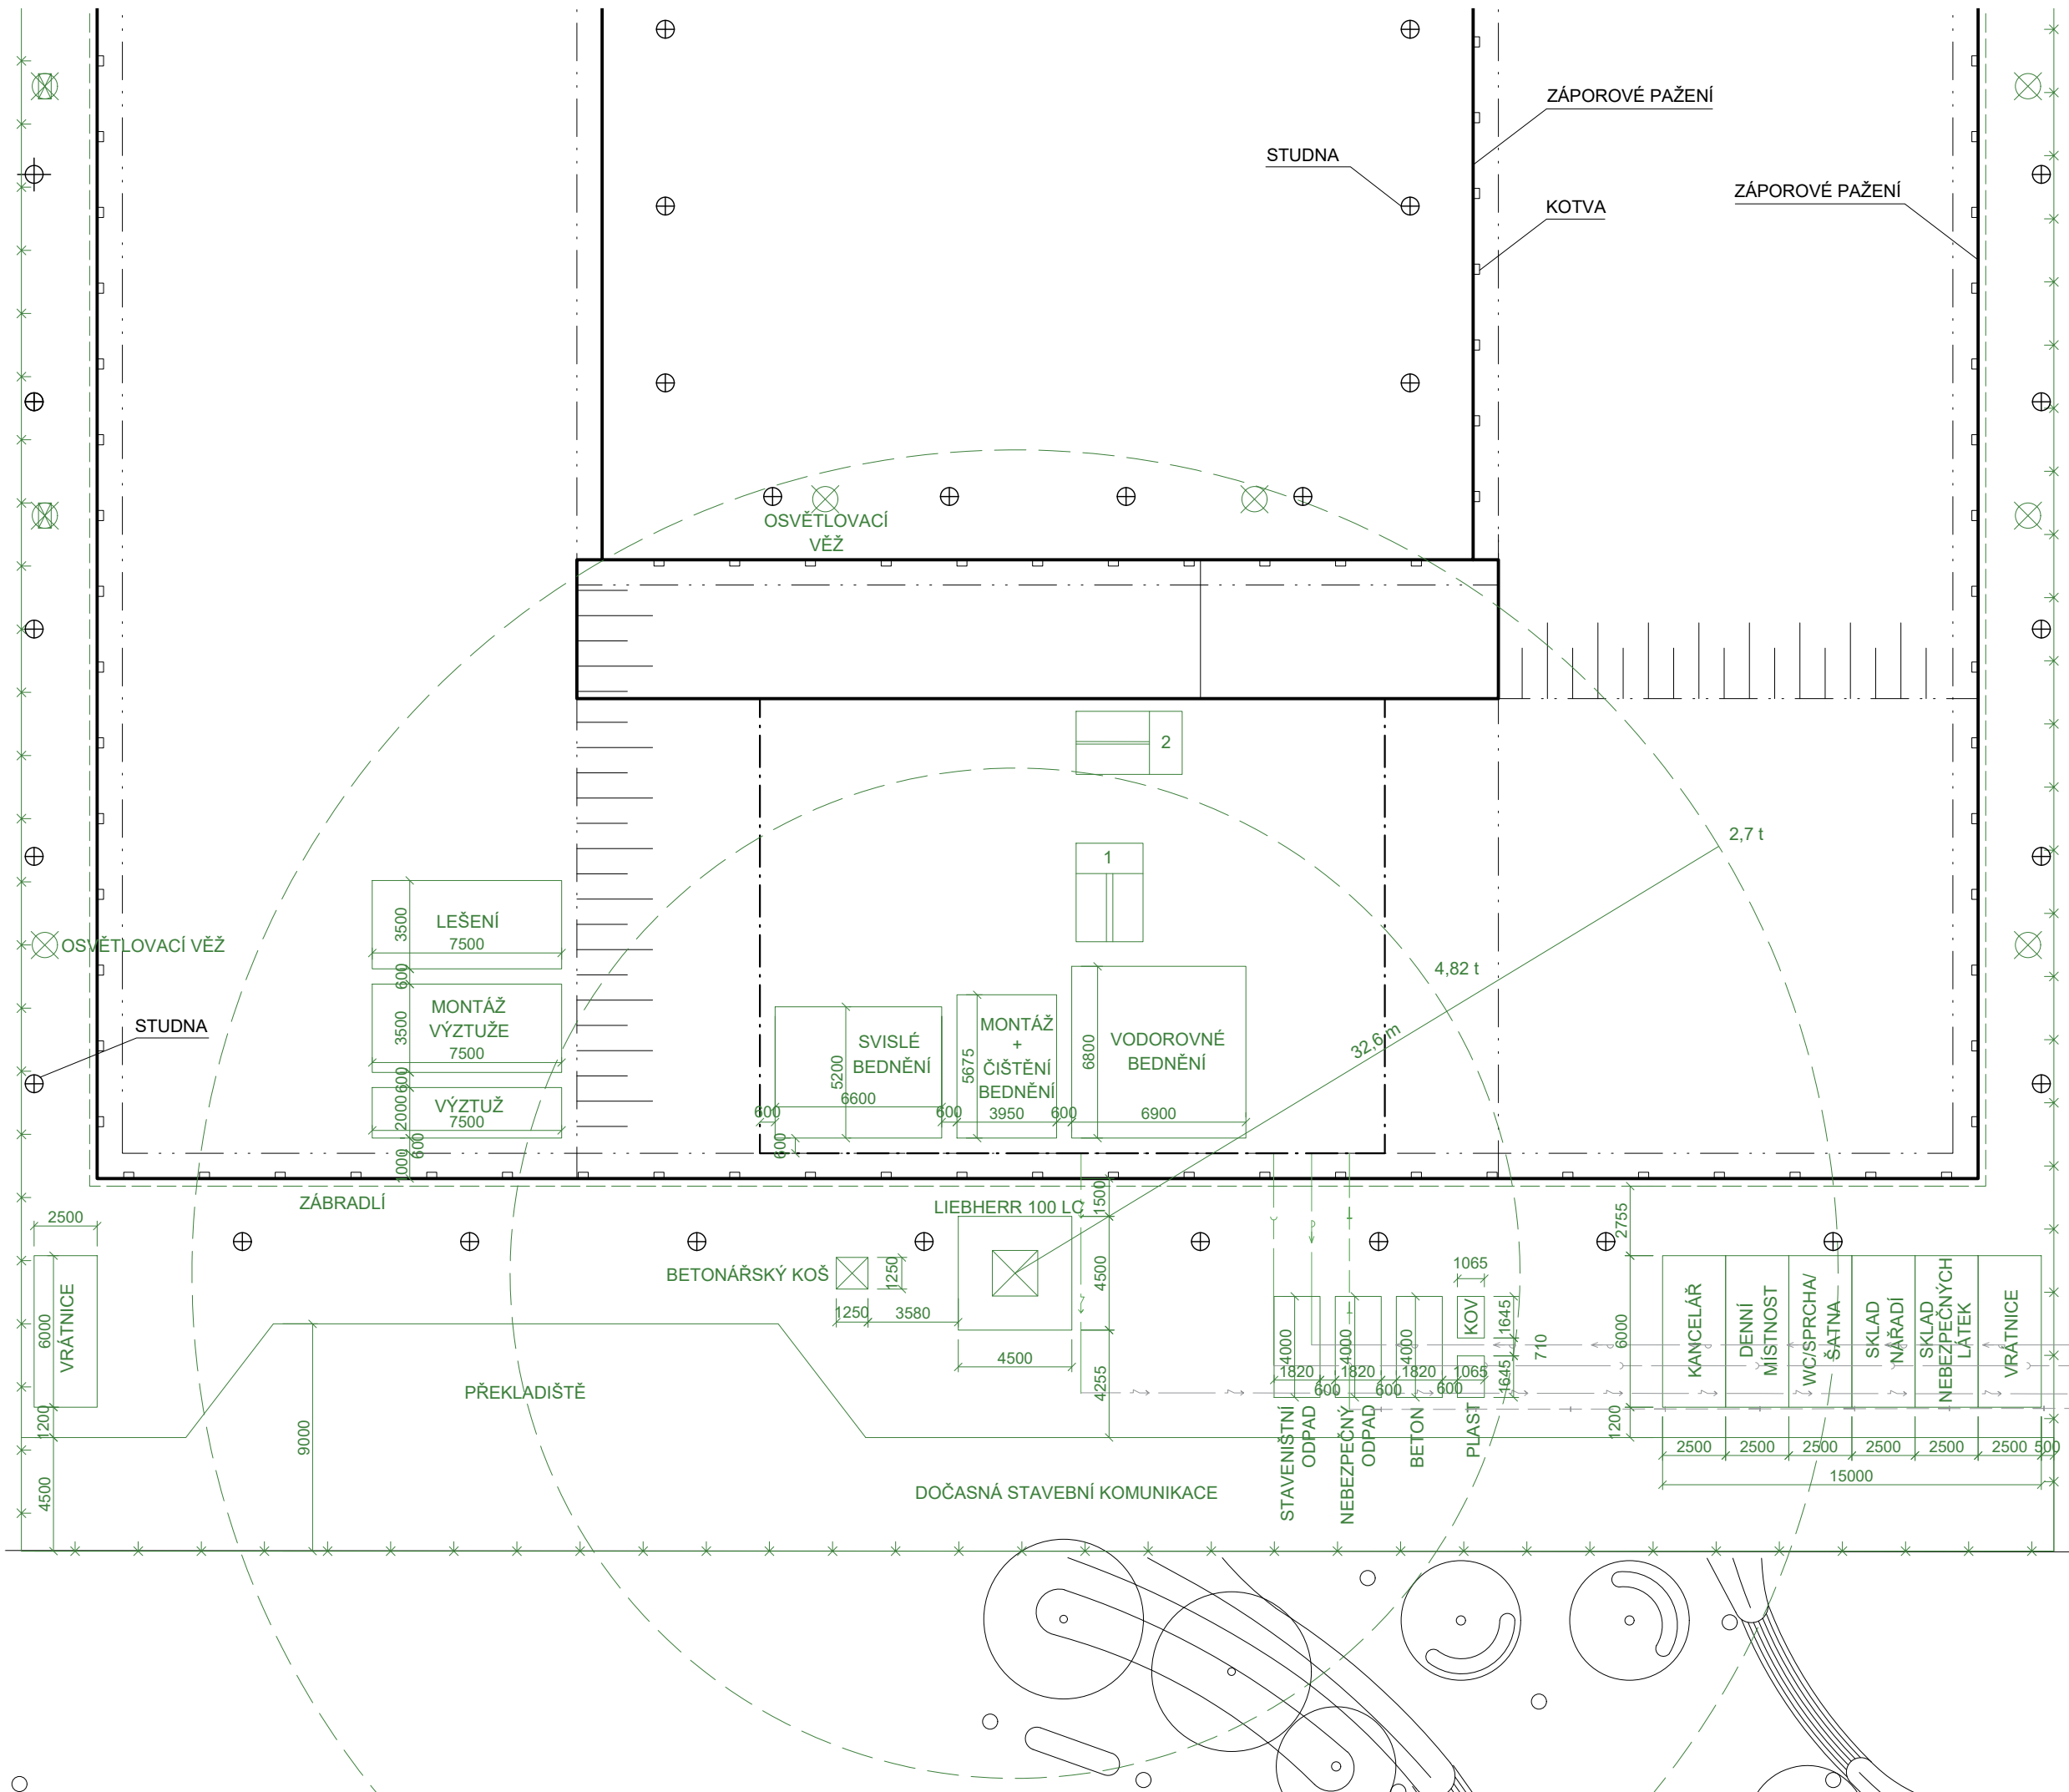 ZÁPOROVÉ PAŽENÍ
STUDNA
ZÁPOROVÉ PAŽENÍ
KOTVA
OSVĚTLOVACÍ
VĚŽ
2
2,7 t
1
LEŠENÍ
7500
3500
OSVĚTLOVACÍ VĚŽ
4,82 t
600
MONTÁŽ
VÝZTUŽE
7500
3500
STUDNA
32,6 m
SVISLÉ
BEDNĚNÍ
5200
6600
600
MONTÁŽ
+
ČIŠTĚNÍ
BEDNĚNÍ
5675
600
3950
600
VODOROVNÉ
BEDNĚNÍ
6800
6900
600
600
VÝZTUŽ
7500
2000
600
1000
ZÁBRADLÍ
LIEBHERR 100 LC
1500
2755
2500
VRÁTNICE
6000
1200
4500
BETONÁŘSKÝ KOŠ
1250
1250
3580
4500
4500
4255
1065
KOV
1645
710
1645
4000
4000
4000
1820
600
1820
600
1820
600
1065
STAVENIŠTNÍ
ODPAD
NEBEZPEČNÝ
ODPAD
BETON
PLAST
6000
1200
KANCELÁŘ
DENNÍ
MÍSTNOST
WC/SPRCHA/
ŠATNA
SKLAD
NÁŘADÍ
SKLAD
NEBEZPEČNÝCH
LÁTEK
VRÁTNICE
2500
2500
2500
2500
2500
2500
500
15000
PŘEKLADIŠTĚ
9000
DOČASNÁ STAVEBNÍ KOMUNIKACE